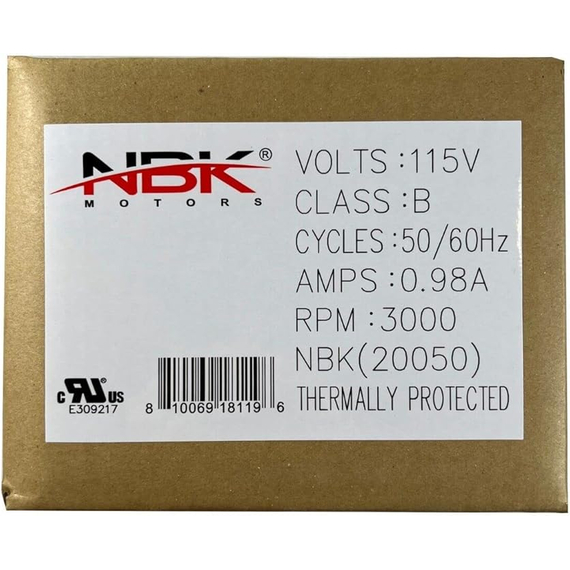 NBK®
MOTORS
VOLTS :115V
CLASS :B
CYCLES :50/60Hz
AMPS :0.98A
RPM :3000
NBK(20050)
THERMALLY PROTECTED
c RU US
E309217
8 10069 18119 6